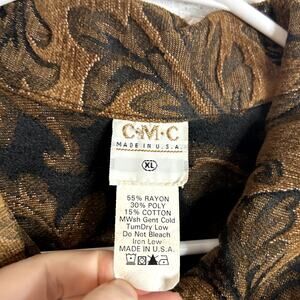 C·M·C
MADE IN U.S.A.
XL
55% RAYON
30% POLY
15% COTTON
MWsh Gent Cold
TumDry Low
Do Not Bleach
Iron Low
MADE IN U.S.A.